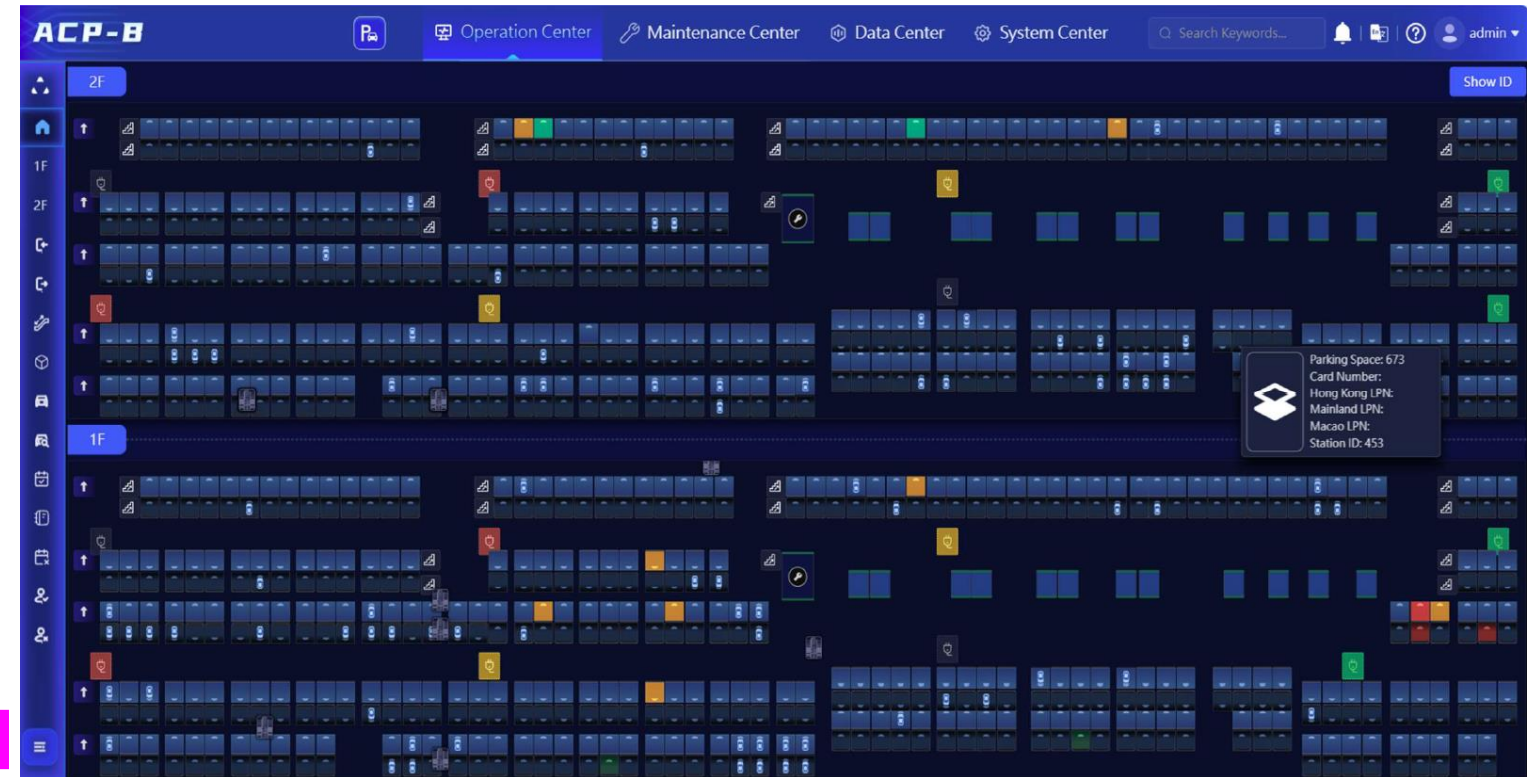 ACP-B
Operation Center
Maintenance Center
Data Center
System Center
Search Keywords...
admin
2F
Show ID
1F
2F
Parking Space: 673
Card Number:
Hong Kong LPN:
Mainland LPN:
Macao LPN:
Station ID: 453
1F